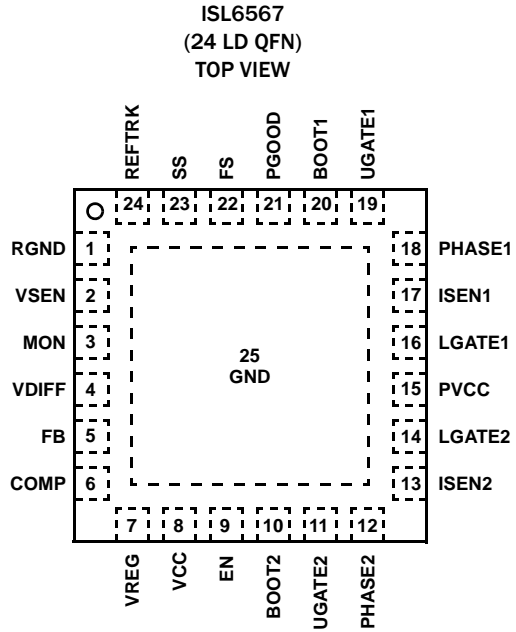 ISL6567
(24 LD QFN)
TOP VIEW
REFTRK
SS
FS
PGOOD
BOOT1
UGATE1
24
23
22
21
20
19
RGND 1
VSEN 2
MON 3
VDIFF 4
FB 5
COMP 6
25
GND
18 PHASE1
17 ISEN1
16 LGATE1
15 PVCC
14 LGATE2
13 ISEN2
7
8
9
10
11
12
VREG
VCC
EN
BOOT2
UGATE2
PHASE2